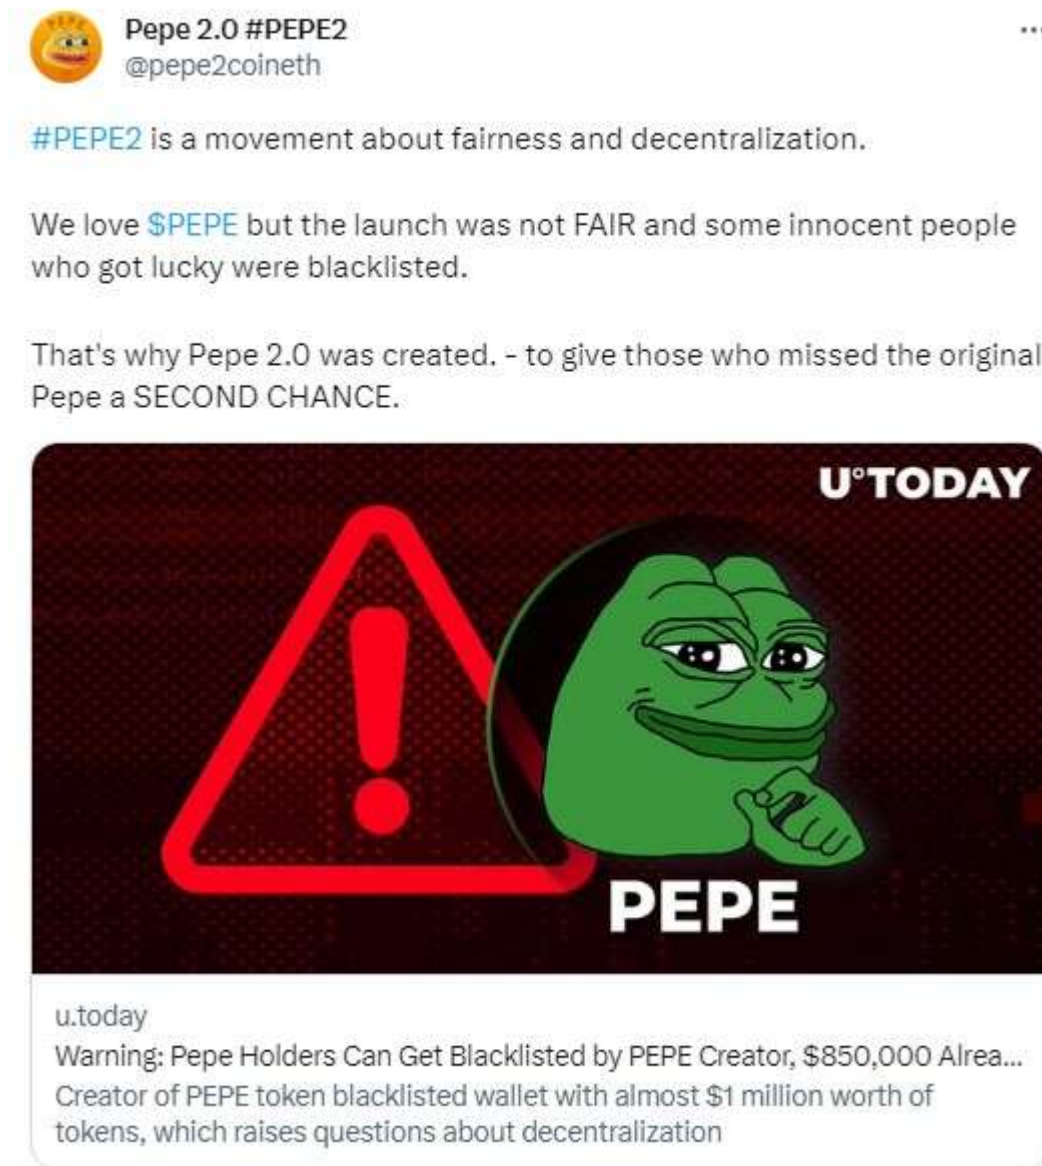 Pepe 2.0 #PEPE2
@pepe2coineth
#PEPE2 is a movement about fairness and decentralization.
We love $PEPE but the launch was not FAIR and some innocent people
who got lucky were blacklisted.
That's why Pepe 2.0 was created. - to give those who missed the original
Pepe a SECOND CHANCE.
U°TODAY
PEPE
u.today
Warning: Pepe Holders Can Get Blacklisted by PEPE Creator, $850,000 Alrea...
Creator of PEPE token blacklisted wallet with almost $1 million worth of
tokens, which raises questions about decentralization